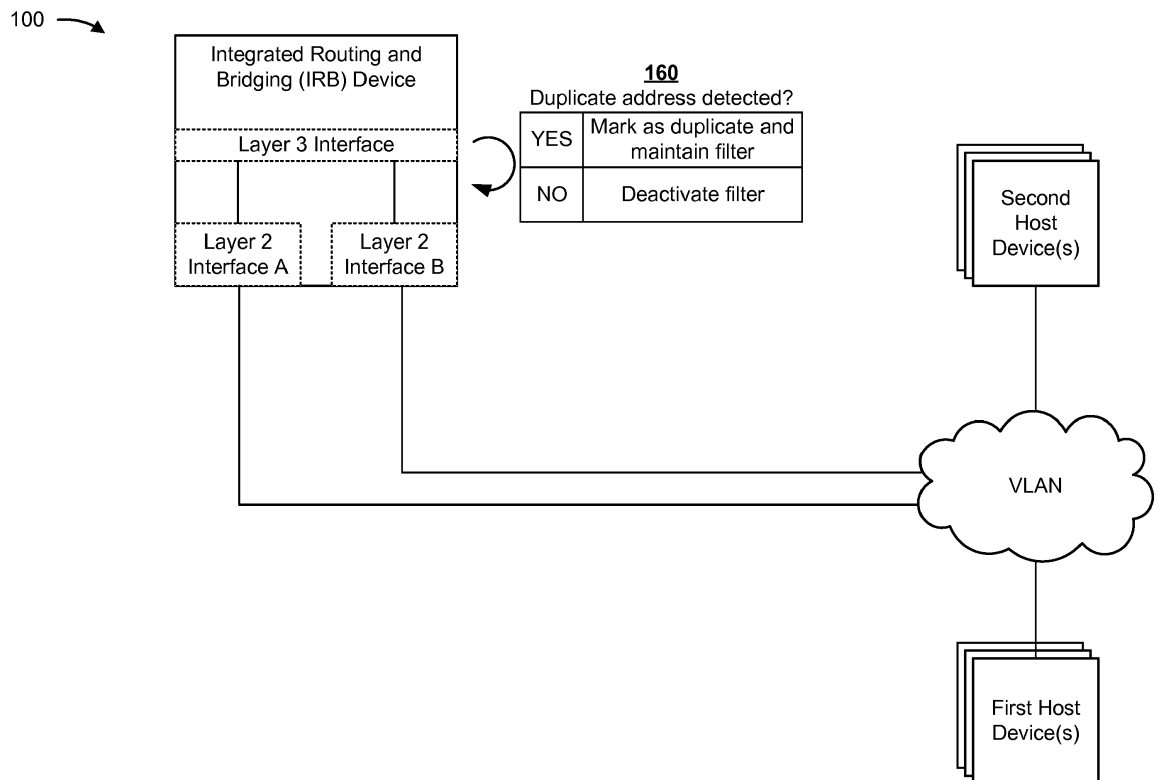 100
Integrated Routing and
Bridging (IRB) Device
Layer 3 Interface
Layer 2
Interface A
Layer 2
Interface B
160
Duplicate address detected?
YES
Mark as duplicate and
maintain filter
NO
Deactivate filter
Second
Host
Device(s)
VLAN
First Host
Device(s)